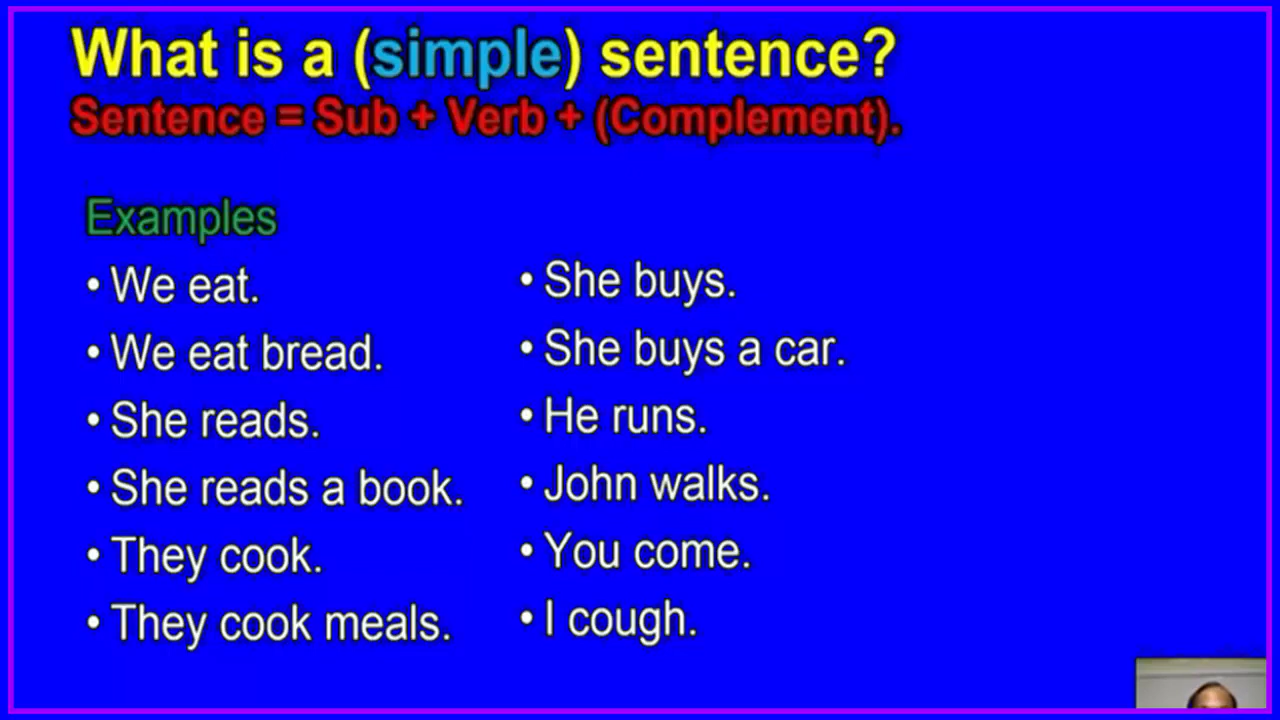 What is a (simple) sentence?
Sentence = Sub + Verb + (Complement).
Examples
• We eat.
• We eat bread.
• She reads.
• She reads a book.
• They cook.
• They cook meals.
• She buys.
• She buys a car.
• He runs.
• John walks.
• You come.
• I cough.